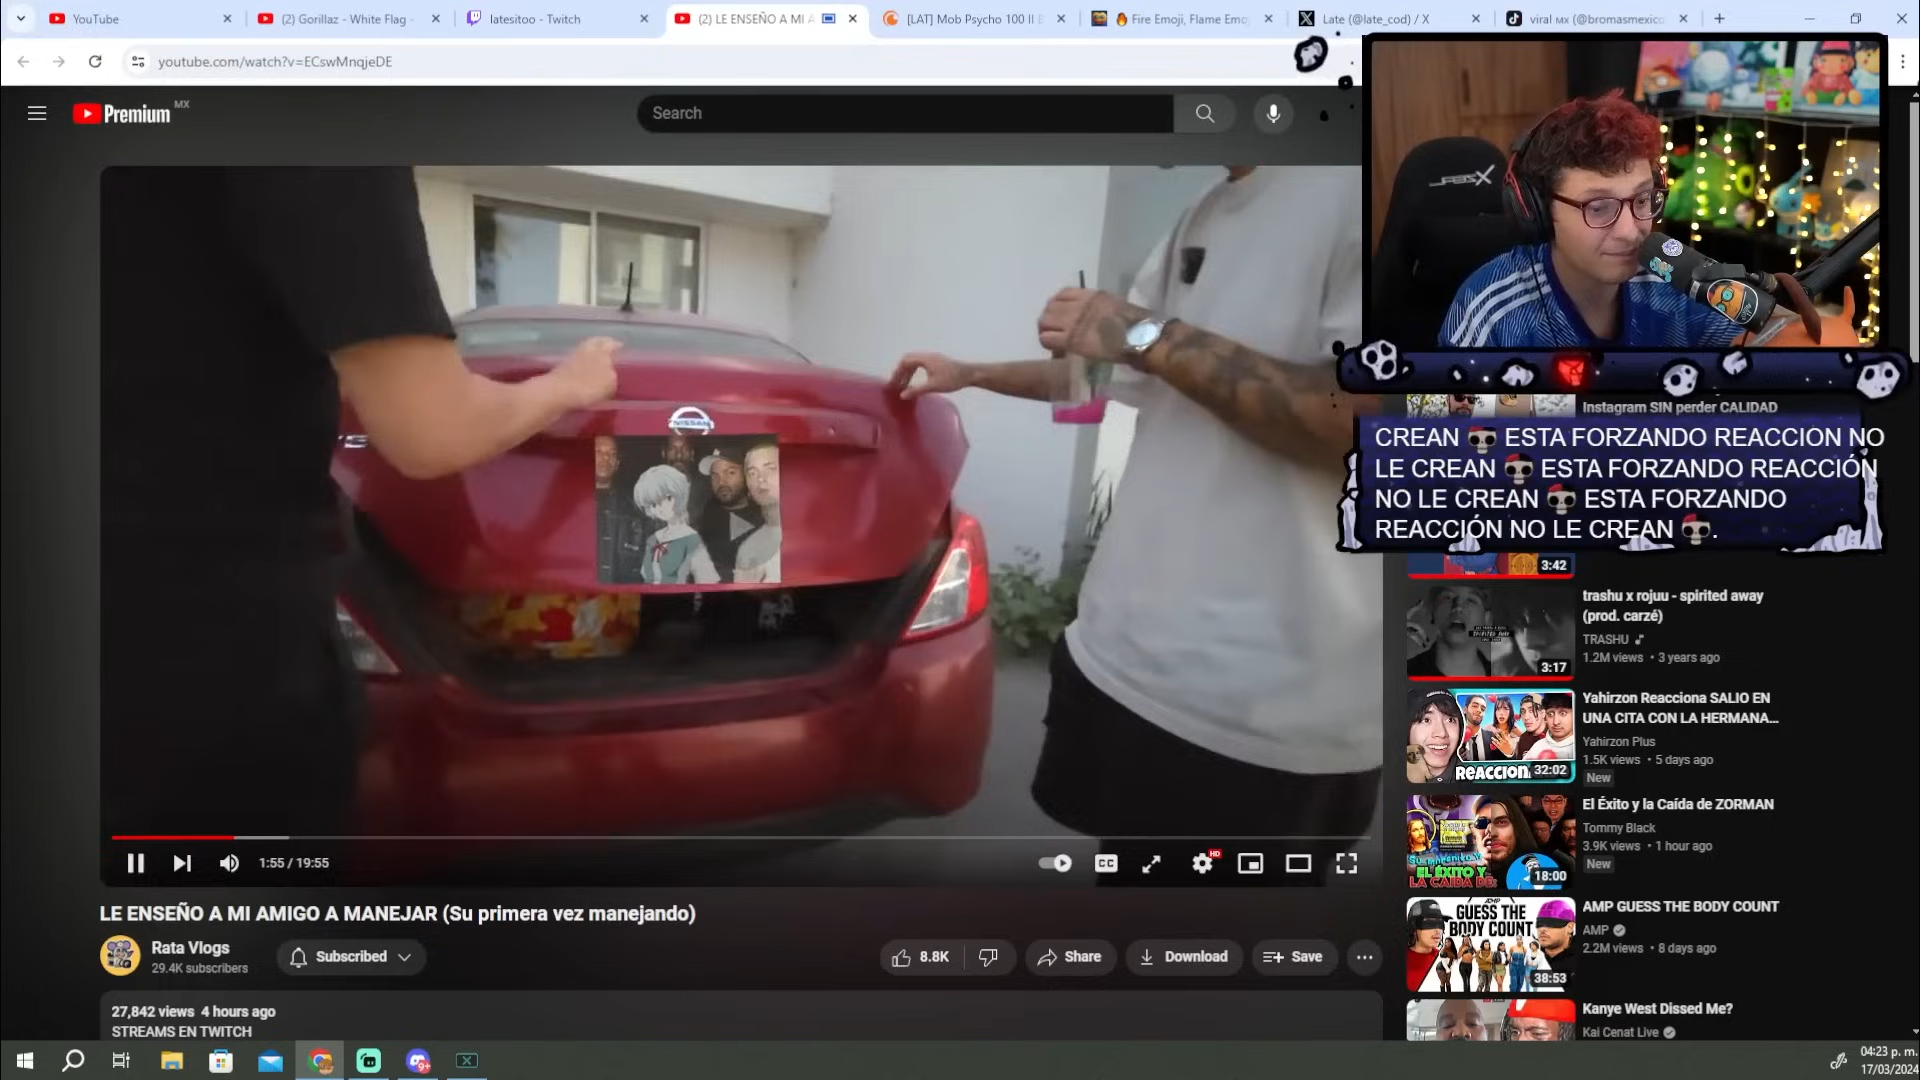 YouTube
(2) Gorillaz - White Flag -
latesitoo - Twitch
(2) LE ENSEÑO A MI A
[LAT] Mob Psycho 100 II E
🔥 Fire Emoji, Flame Emo
Late (@late_cod) / X
viral мx (@bromasmexico
youtube.com/watch?v=ECswMnqjeDE
Premium MX
Search
NISSAN
Instagram SIN perder CALIDAD
CREAN ESTA FORZANDO REACCION NO
LE CREAN ESTA FORZANDO REACCIÓN
NO LE CREAN ESTA FORZANDO
REACCIÓN NO LE CREAN .
3:42
trashu x rojuu - spirited away
(prod. carzé)
TRASHU
1.2M views • 3 years ago
3:17
Yahirzon Reacciona SALIO EN
UNA CITA CON LA HERMANA...
Yahirzon Plus
1.5K views • 5 days ago
New
REACCION
32:02
El Éxito y la Caída de ZORMAN
Tommy Black
3.9K views • 1 hour ago
New
EL ÉXITO Y
LA CAÍDA DE:
18:00
AMP GUESS THE BODY COUNT
AMP
2.2M views • 8 days ago
AMP
GUESS THE
BODY COUNT
38:53
Kanye West Dissed Me?
Kai Cenat Live
1:55 / 19:55
CC
HD
LE ENSEÑO A MI AMIGO A MANEJAR (Su primera vez manejando)
Rata Vlogs
29.4K subscribers
Subscribed
8.8K
Share
Download
Save
27,842 views 4 hours ago
STREAMS EN TWITCH
9+
04:23 p. m.
17/03/2024